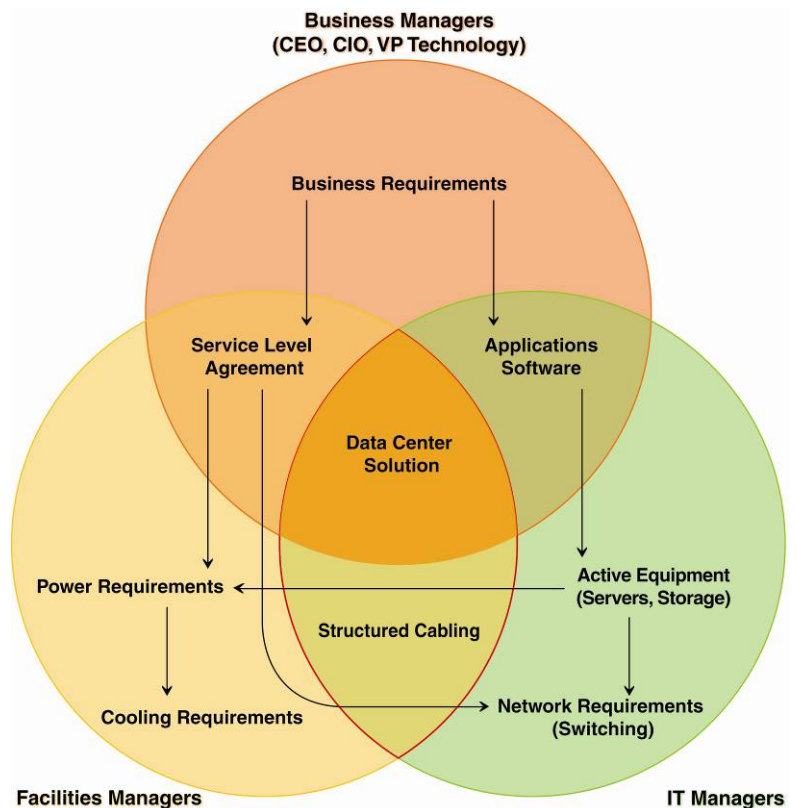 Business Managers
(CEO, CIO, VP Technology)
Business Requirements
Service Level
Agreement
Applications
Software
Data Center
Solution
Power Requirements
Active Equipment
(Servers, Storage)
Structured Cabling
Cooling Requirements
Network Requirements
(Switching)
Facilities Managers
IT Managers